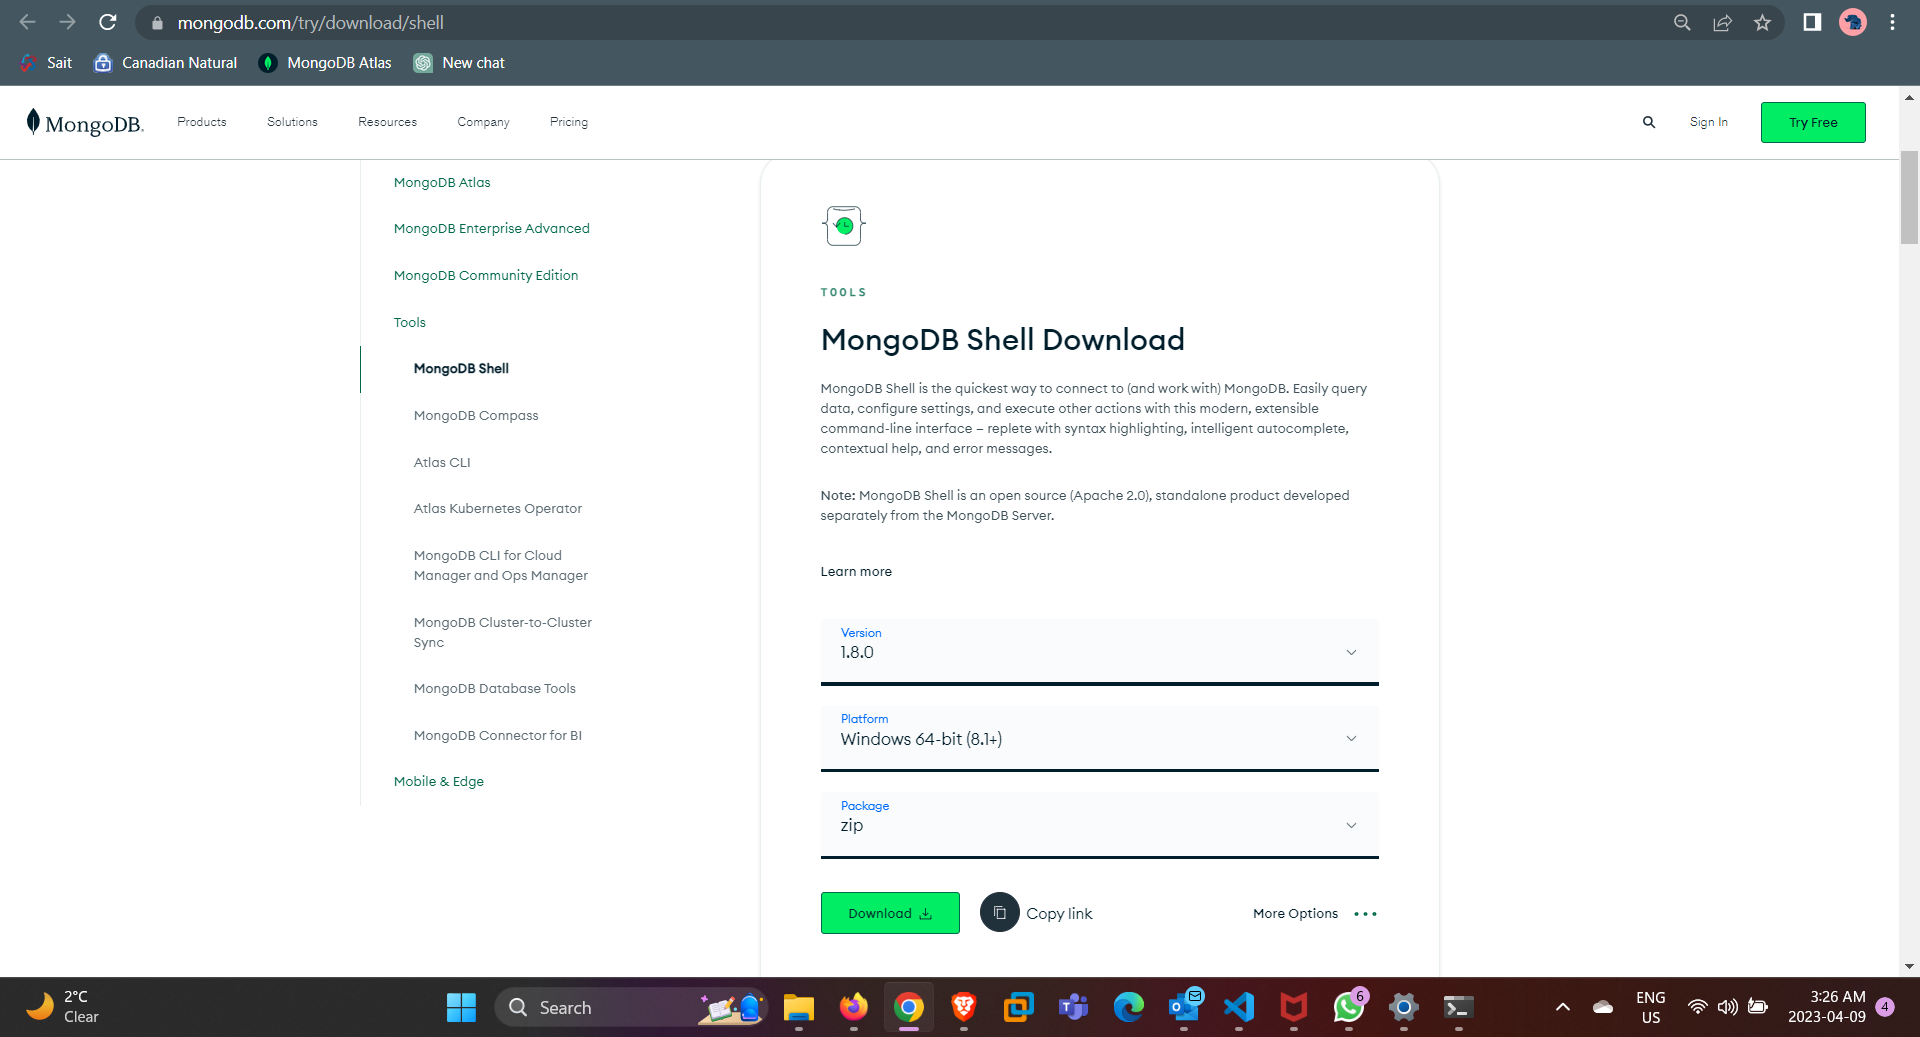 mongodb.com/try/download/shell
Sait
Canadian Natural
MongoDB Atlas
New chat
MongoDB.
Products
Solutions
Resources
Company
Pricing
Sign In
Try Free
MongoDB Atlas
MongoDB Enterprise Advanced
MongoDB Community Edition
Tools
MongoDB Shell
MongoDB Compass
Atlas CLI
Atlas Kubernetes Operator
MongoDB CLI for Cloud
Manager and Ops Manager
MongoDB Cluster-to-Cluster
Sync
MongoDB Database Tools
MongoDB Connector for BI
Mobile & Edge
TOOLS
MongoDB Shell Download
MongoDB Shell is the quickest way to connect to (and work with) MongoDB. Easily query
data, configure settings, and execute other actions with this modern, extensible
command-line interface – replete with syntax highlighting, intelligent autocomplete,
contextual help, and error messages.
Note: MongoDB Shell is an open source (Apache 2.0), standalone product developed
separately from the MongoDB Server.
Learn more
Version
1.8.0
Platform
Windows 64-bit (8.1+)
Package
zip
Download
Copy link
More Options
2°C
Clear
Search
6
ENG
US
3:26 AM
2023-04-09
4